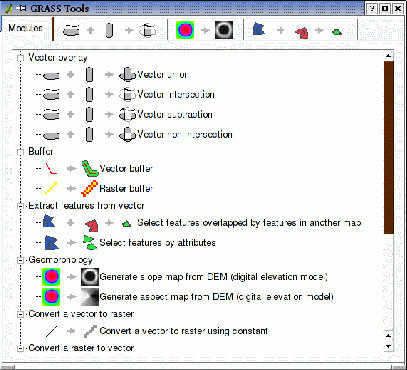 GRASS Tools
Modules
Vector overlay
Vector union
Vector intersection
Vector subtraction
Vector non-intersection
Buffer
Vector buffer
Raster buffer
Extract features from vector
Select features overlapped by features in another map
Select features by attributes
Geomorphology
Generate slope map from DEM (digital elevation model)
Generate aspect map from DEM (digital elevation model)
Convert a vector to raster
Convert a vector to raster using constant
Convert a raster to vector